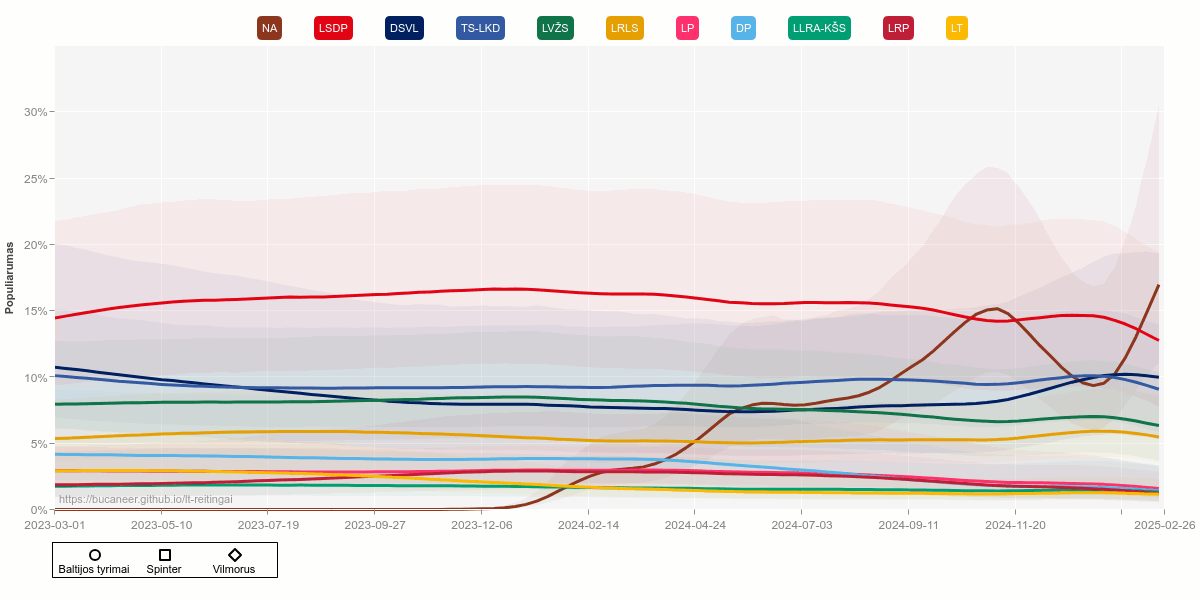 NA LSDP DSVL TS-LKD LVŽS LRLS LP DP LLRA-KŠS LRP LT
Populiarumas
30%
25%
20%
15%
10%
5%
0%
https://bucaneer.github.io/lt-reitingai
2023-03-01 2023-05-10 2023-07-19 2023-09-27 2023-12-06 2024-02-14 2024-04-24 2024-07-03 2024-09-11 2024-11-20 2025-02-26
Baltijos tyrimai Spinter Vilmorus